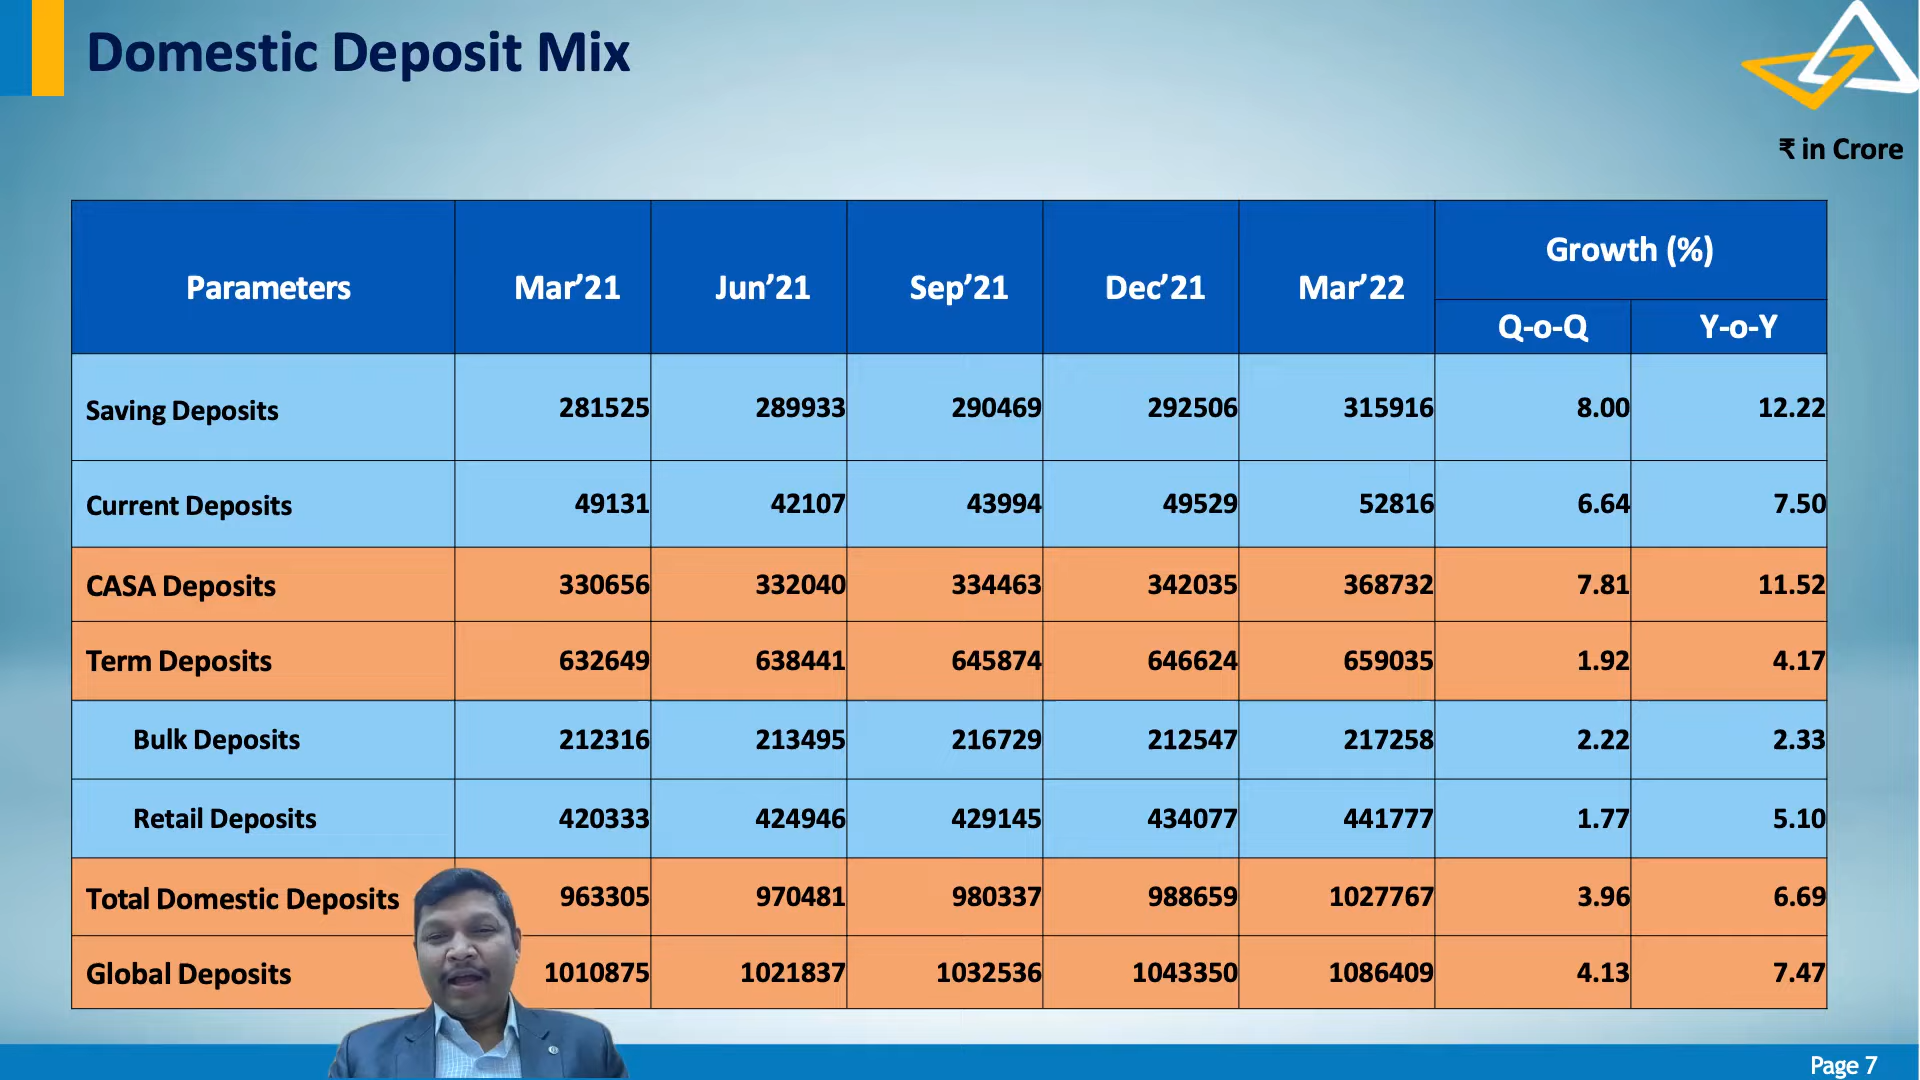 Domestic Deposit Mix
₹ in Crore
Parameters Mar’21 Jun’21 Sep’21 Dec’21 Mar’22 Growth (%)
Q-o-Q Y-o-Y
Saving Deposits 281525 289933 290469 292506 315916 8.00 12.22
Current Deposits 49131 42107 43994 49529 52816 6.64 7.50
CASA Deposits 330656 332040 334463 342035 368732 7.81 11.52
Term Deposits 632649 638441 645874 646624 659035 1.92 4.17
Bulk Deposits 212316 213495 216729 212547 217258 2.22 2.33
Retail Deposits 420333 424946 429145 434077 441777 1.77 5.10
Total Domestic Deposits 963305 970481 980337 988659 1027767 3.96 6.69
Global Deposits 1010875 1021837 1032536 1043350 1086409 4.13 7.47
Page 7